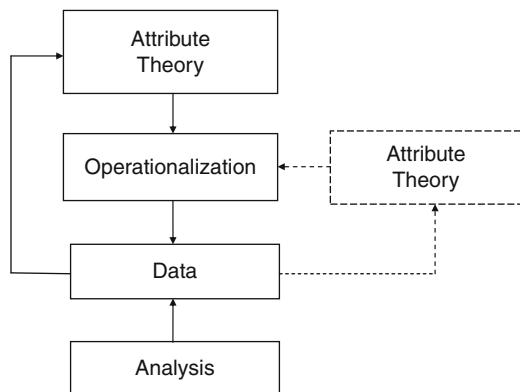 Attribute
Theory
Operationalization
Attribute
Theory
Data
Analysis